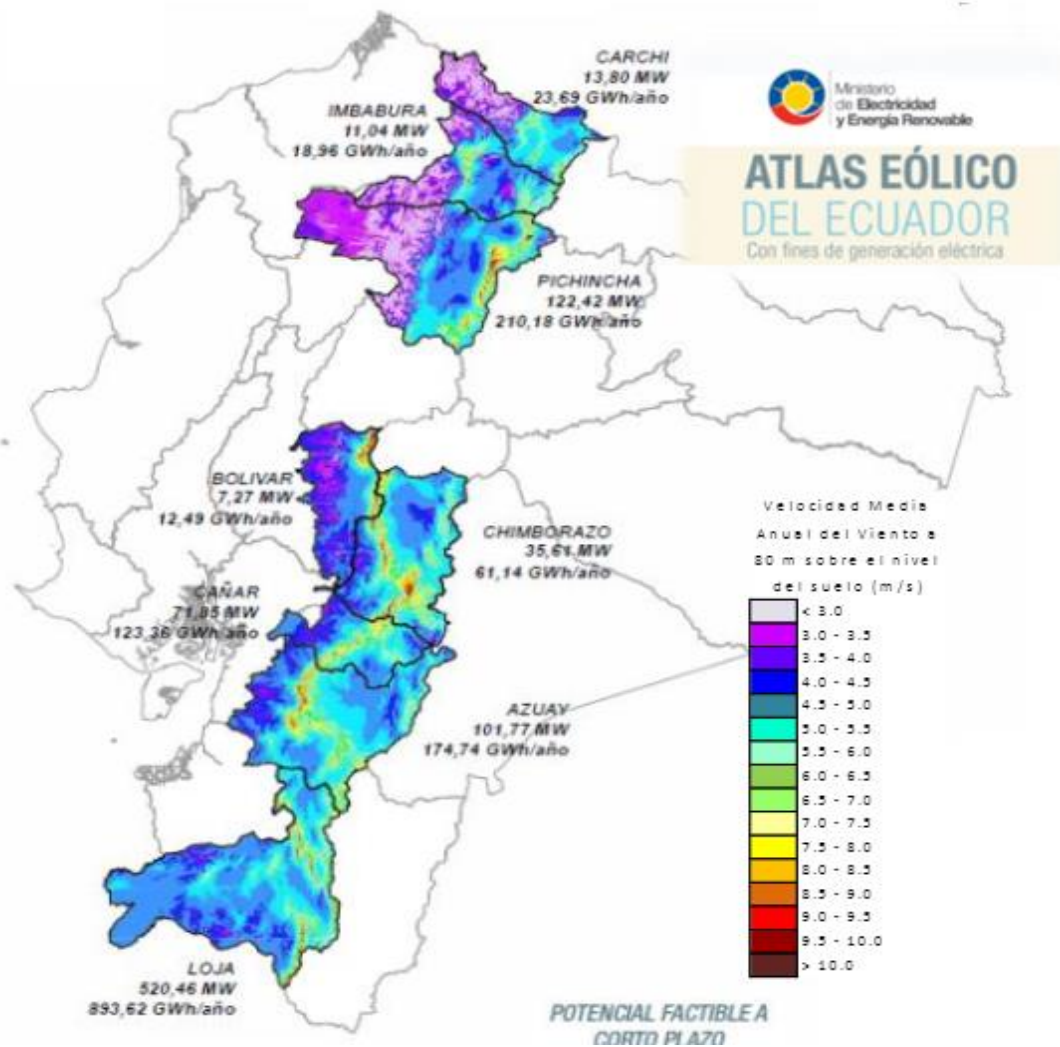 CARCHI
13,80 MW
23,69 GWh/año
IMBABURA
11,04 MW
18,96 GWh/año
Ministerio
de Electricidad
y Energía Renovable
ATLAS EÓLICO
DEL ECUADOR
Con fines de generación eléctrica
PICHINCHA
122,42 MW
210,18 GWh/año
BOLIVAR
7,27 MW
12,49 GWh/año
CHIMBORAZO
35,61 MW
61,14 GWh/año
CAÑAR
71,85 MW
123,36 GWh/año
AZUAY
101,77 MW
174,74 GWh/año
LOJA
520,46 MW
893,62 GWh/año
Velocidad Media
Anual del Viento a
80 m sobre el nivel
del suelo (m/s)
< 3.0
3.0 - 3.5
3.5 - 4.0
4.0 - 4.5
4.5 - 5.0
5.0 - 5.5
5.5 - 6.0
6.0 - 6.5
6.5 - 7.0
7.0 - 7.5
7.5 - 8.0
8.0 - 8.5
8.5 - 9.0
9.0 - 9.5
9.5 - 10.0
> 10.0
POTENCIAL FACTIBLE A
CORTO PLAZO